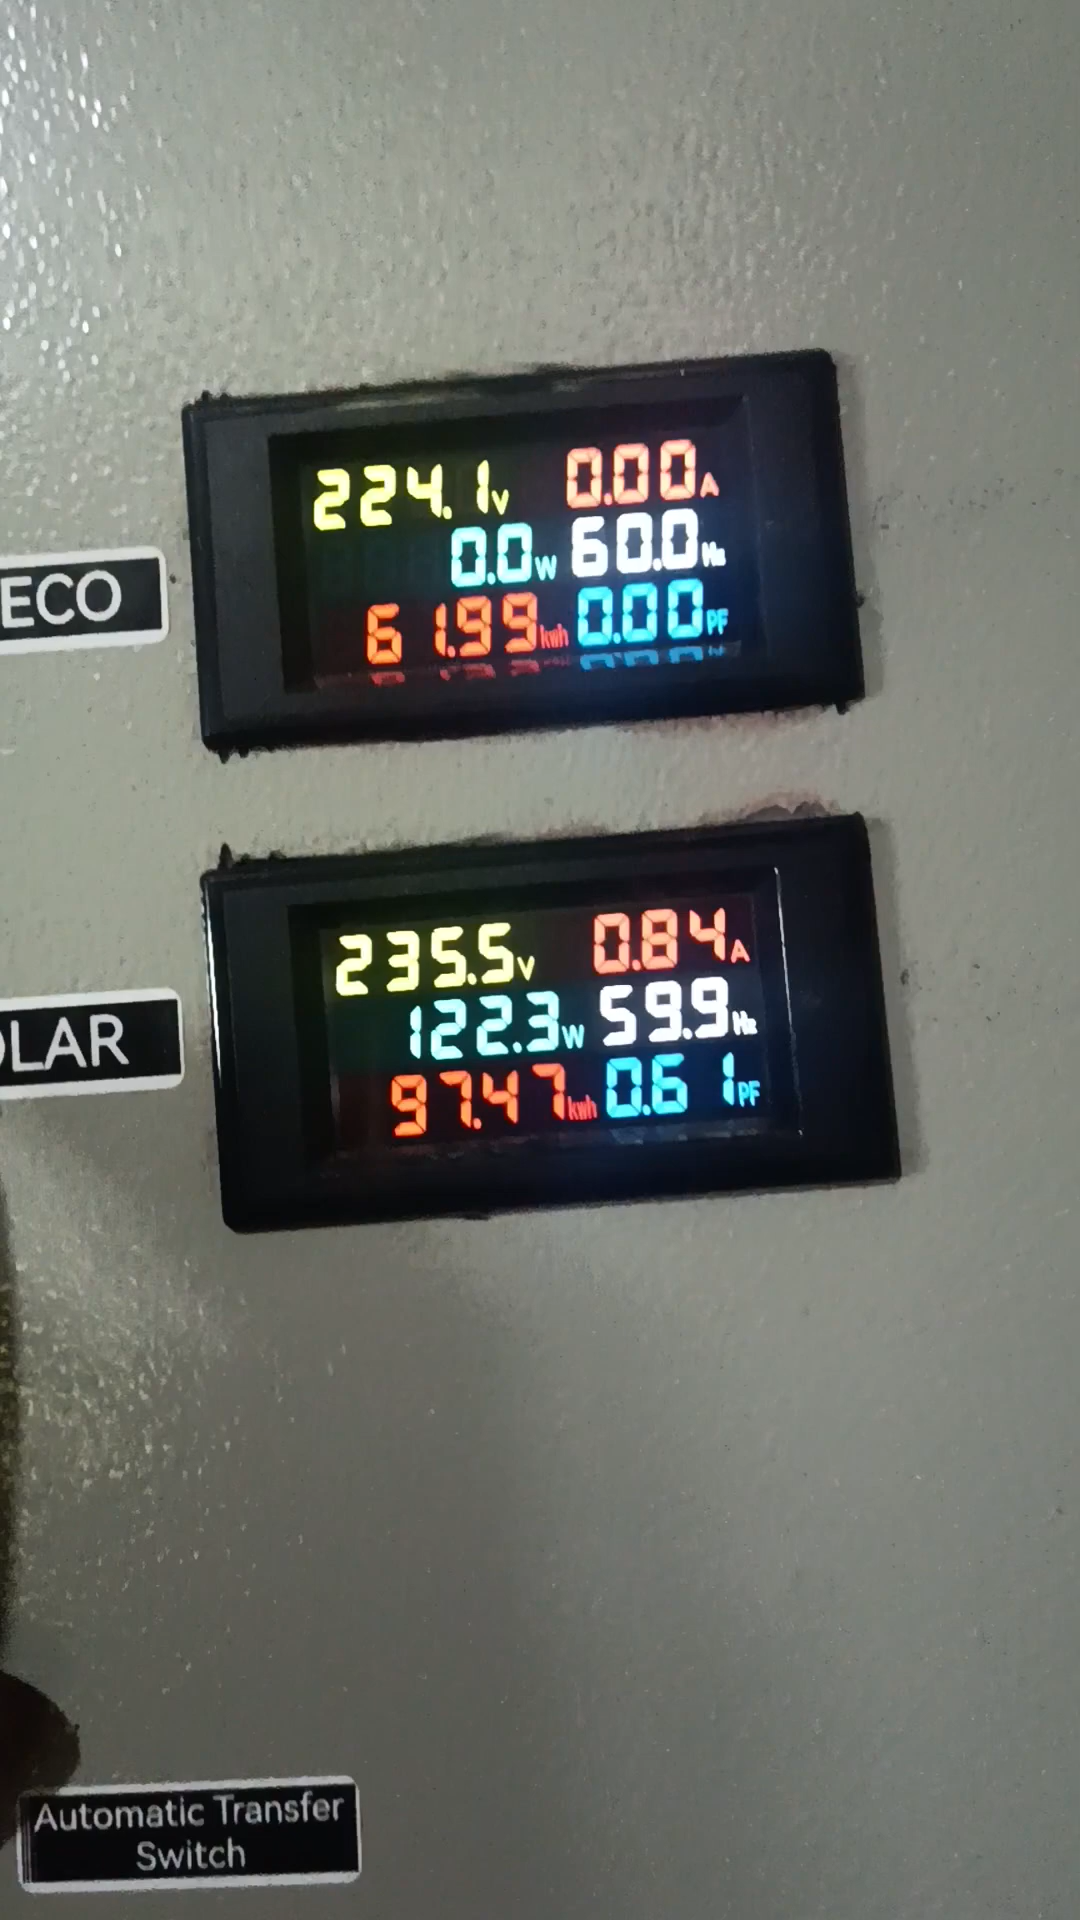 224.1V 0.00A
0.0W 60.0Hz
ECO
61.99kwh 0.00PF
235.5V 0.84A
122.3W 59.9Hz
OLAR
97.47kwh 0.61PF
Automatic Transfer
Switch